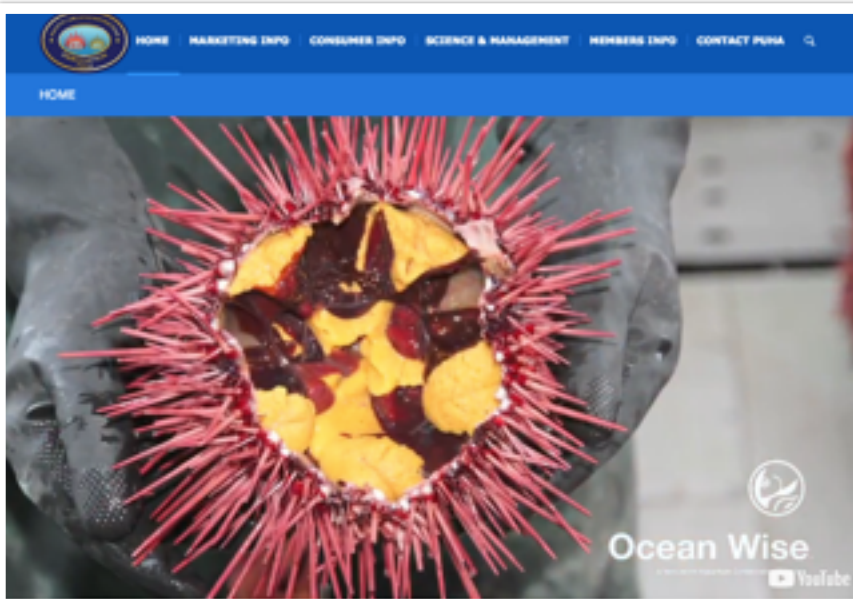 HOME MARKETING INFO CONSUMER INFO SCIENCE & MANAGEMENT MEMBERS INFO CONTACT PUHA
HOME
Ocean Wise
YouTube